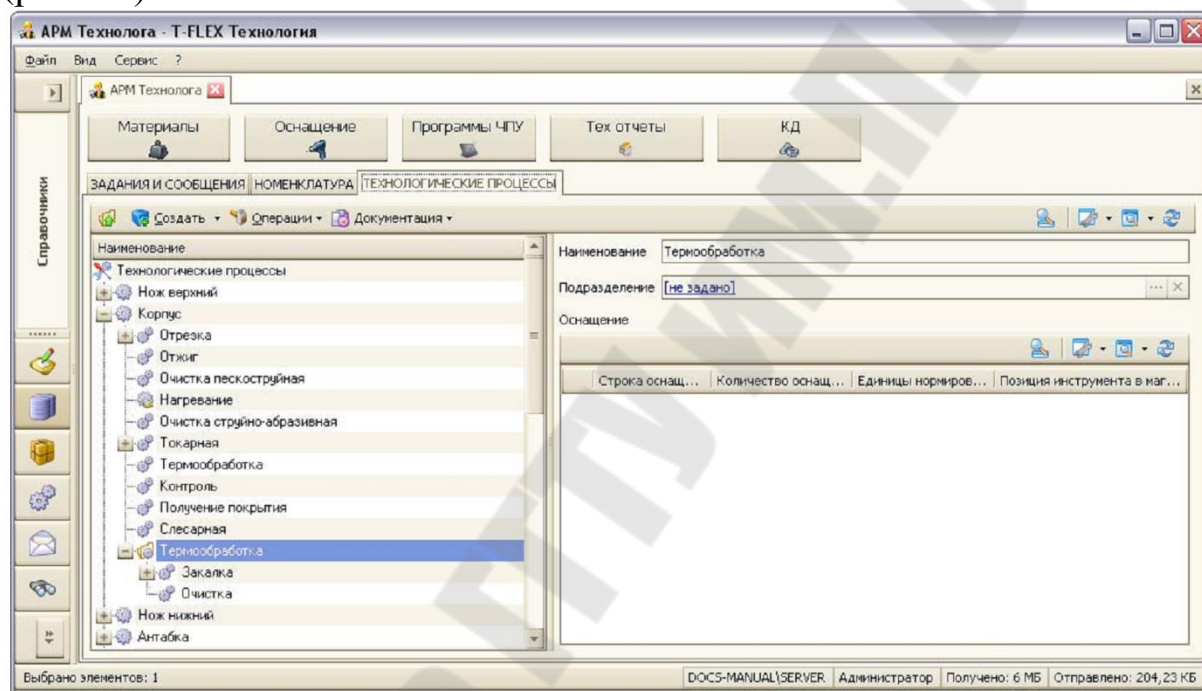 АРМ Технолога - T-FLEX Технология
Файл Вид Сервис ?
АРМ Технолога
Материалы Оснащение Программы ЧПУ Тех отчеты КД
Справочники
ЗАДАНИЯ И СООБЩЕНИЯ НОМЕНКЛАТУРА ТЕХНОЛОГИЧЕСКИЕ ПРОЦЕССЫ
Создать Операции Документация
Наименование
Технологические процессы
Нож верхний
Корпус
Отрезка
Отжиг
Очистка пескоструйная
Нагревание
Очистка струйно-абразивная
Токарная
Термообработка
Контроль
Получение покрытия
Слесарная
Термообработка
Закалка
Очистка
Нож нижний
Антабка
Наименование Термообработка
Подразделение [не задано]
Оснащение
Строка оснащ... Количество оснащ... Единицы нормиров... Позиция инструмента в маг...
Выбрано элементов: 1 DOCS-MANUAL\SERVER Администратор Получено: 6 МБ Отправлено: 204,23 КБ